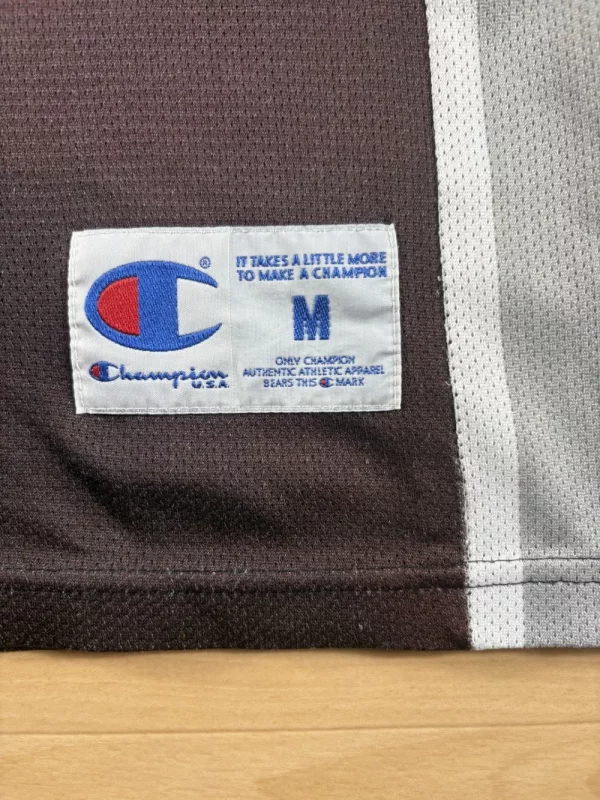 ®
Champion
U.S.A.
IT TAKES A LITTLE MORE
TO MAKE A CHAMPION
M
ONLY CHAMPION
AUTHENTIC ATHLETIC APPAREL
BEARS THIS C MARK